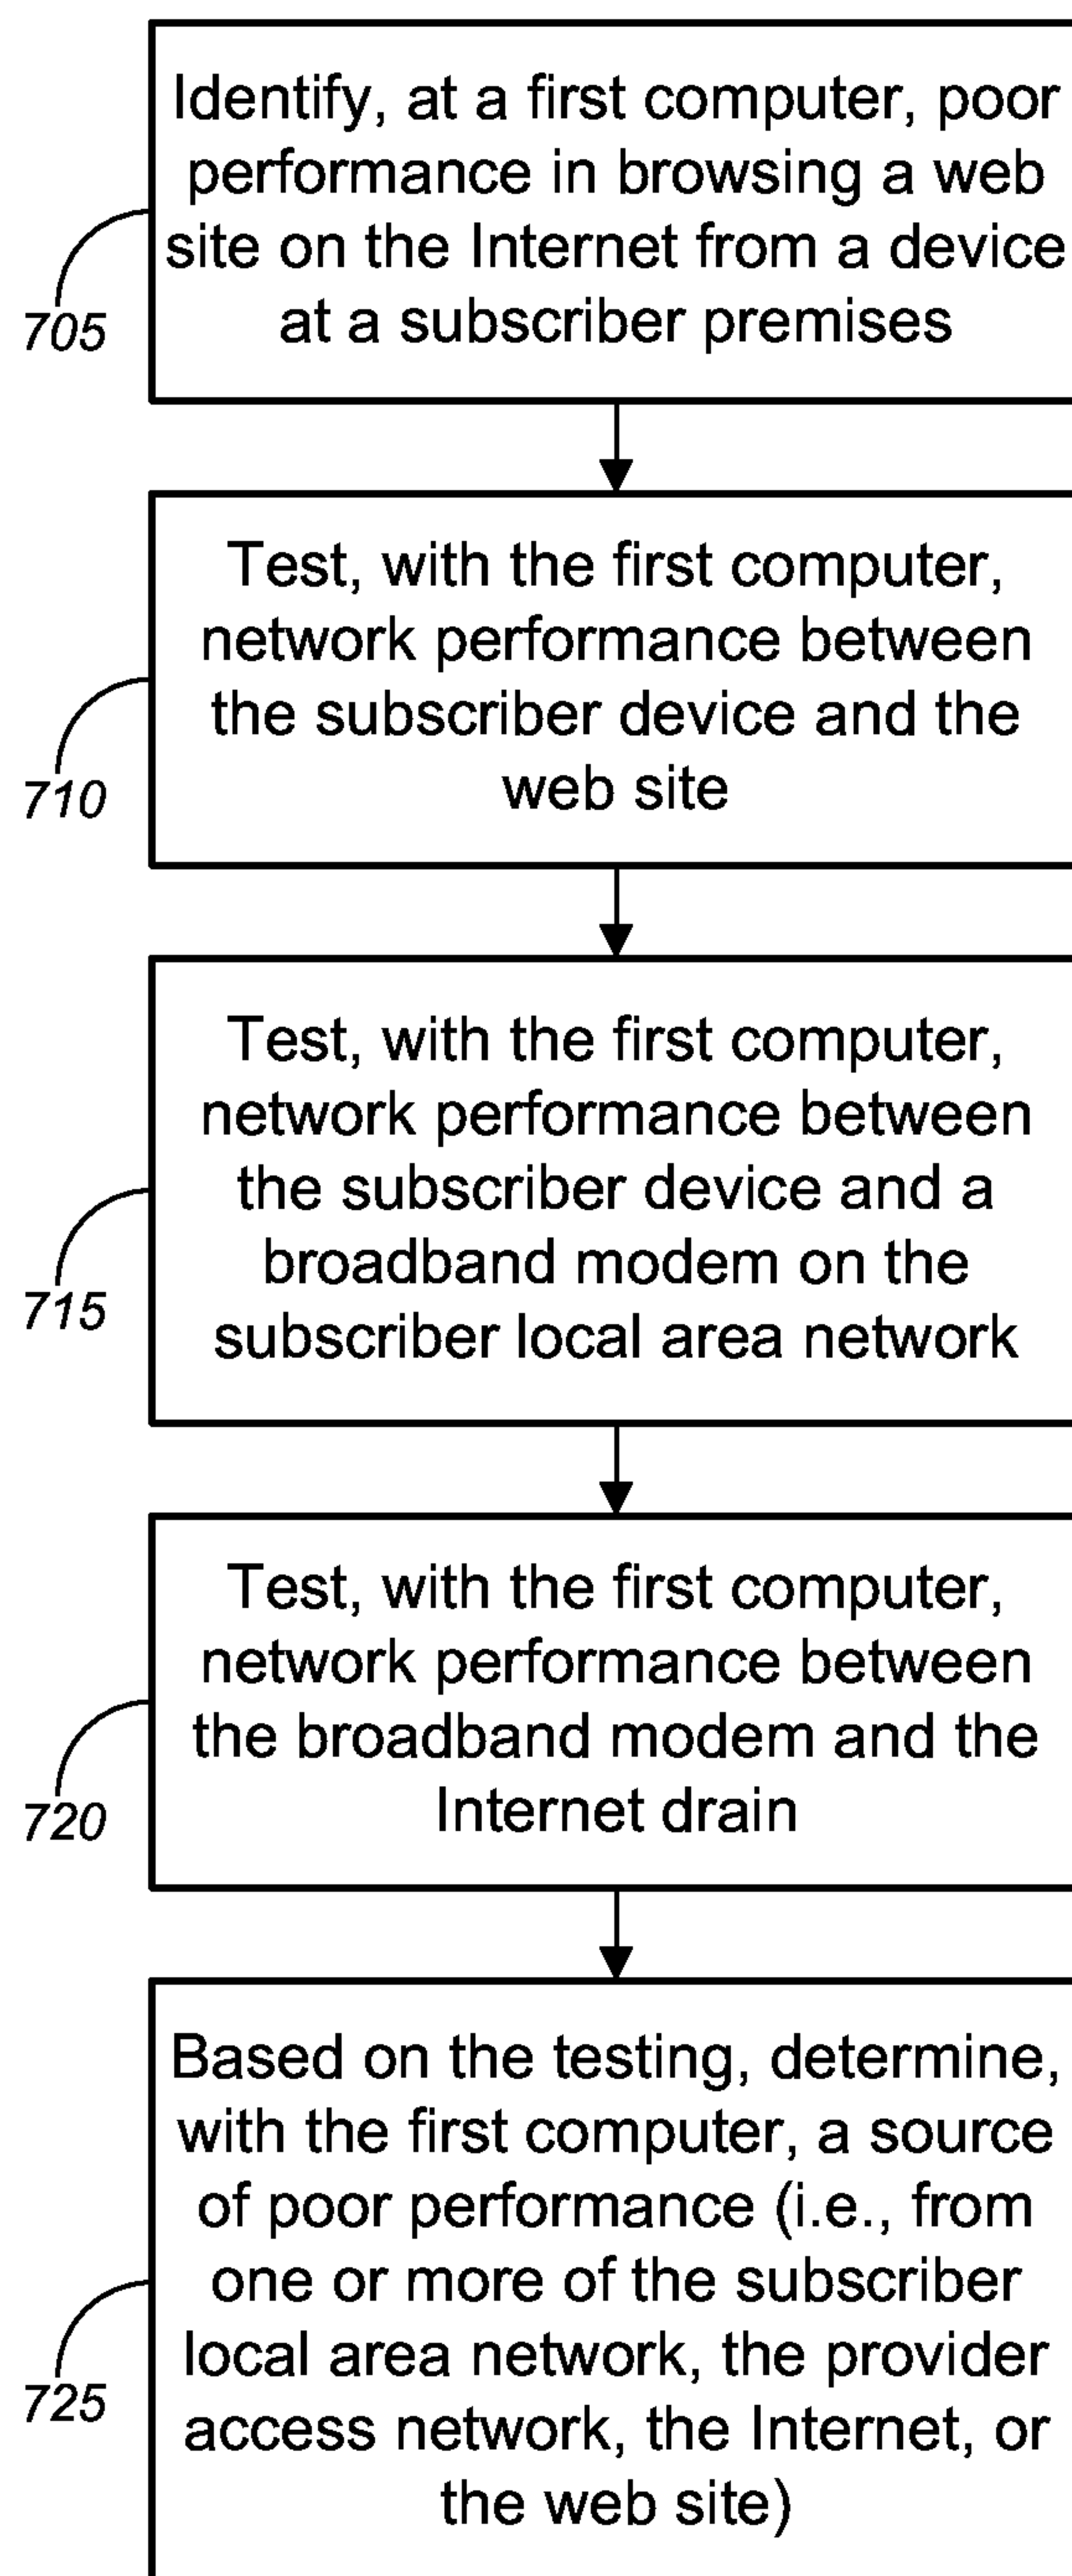 Identify, at a first computer, poor
performance in browsing a web
site on the Internet from a device
at a subscriber premises
705
Test, with the first computer,
network performance between
the subscriber device and the
web site
710
Test, with the first computer,
network performance between
the subscriber device and a
broadband modem on the
subscriber local area network
715
Test, with the first computer,
network performance between
the broadband modem and the
Internet drain
720
Based on the testing, determine,
with the first computer, a source
of poor performance (i.e., from
one or more of the subscriber
local area network, the provider
access network, the Internet, or
the web site)
725